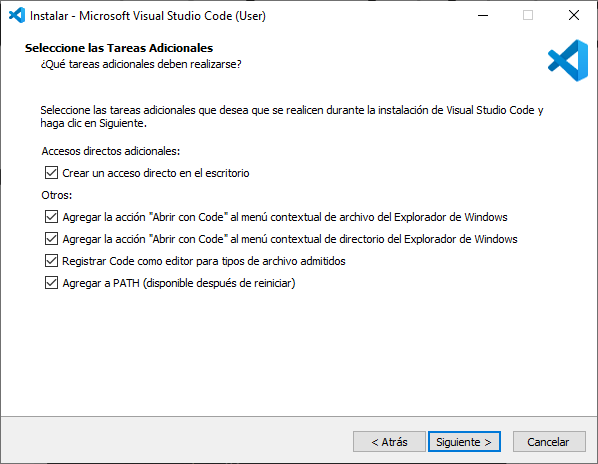 Instalar - Microsoft Visual Studio Code (User)
Seleccione las Tareas Adicionales
¿Qué tareas adicionales deben realizarse?
Seleccione las tareas adicionales que desea que se realicen durante la instalación de Visual Studio Code y
haga clic en Siguiente.
Accesos directos adicionales:
Crear un acceso directo en el escritorio
Otros:
Agregar la acción "Abrir con Code" al menú contextual de archivo del Explorador de Windows
Agregar la acción "Abrir con Code" al menú contextual de directorio del Explorador de Windows
Registrar Code como editor para tipos de archivo admitidos
Agregar a PATH (disponible después de reiniciar)
< Atrás
Siguiente >
Cancelar